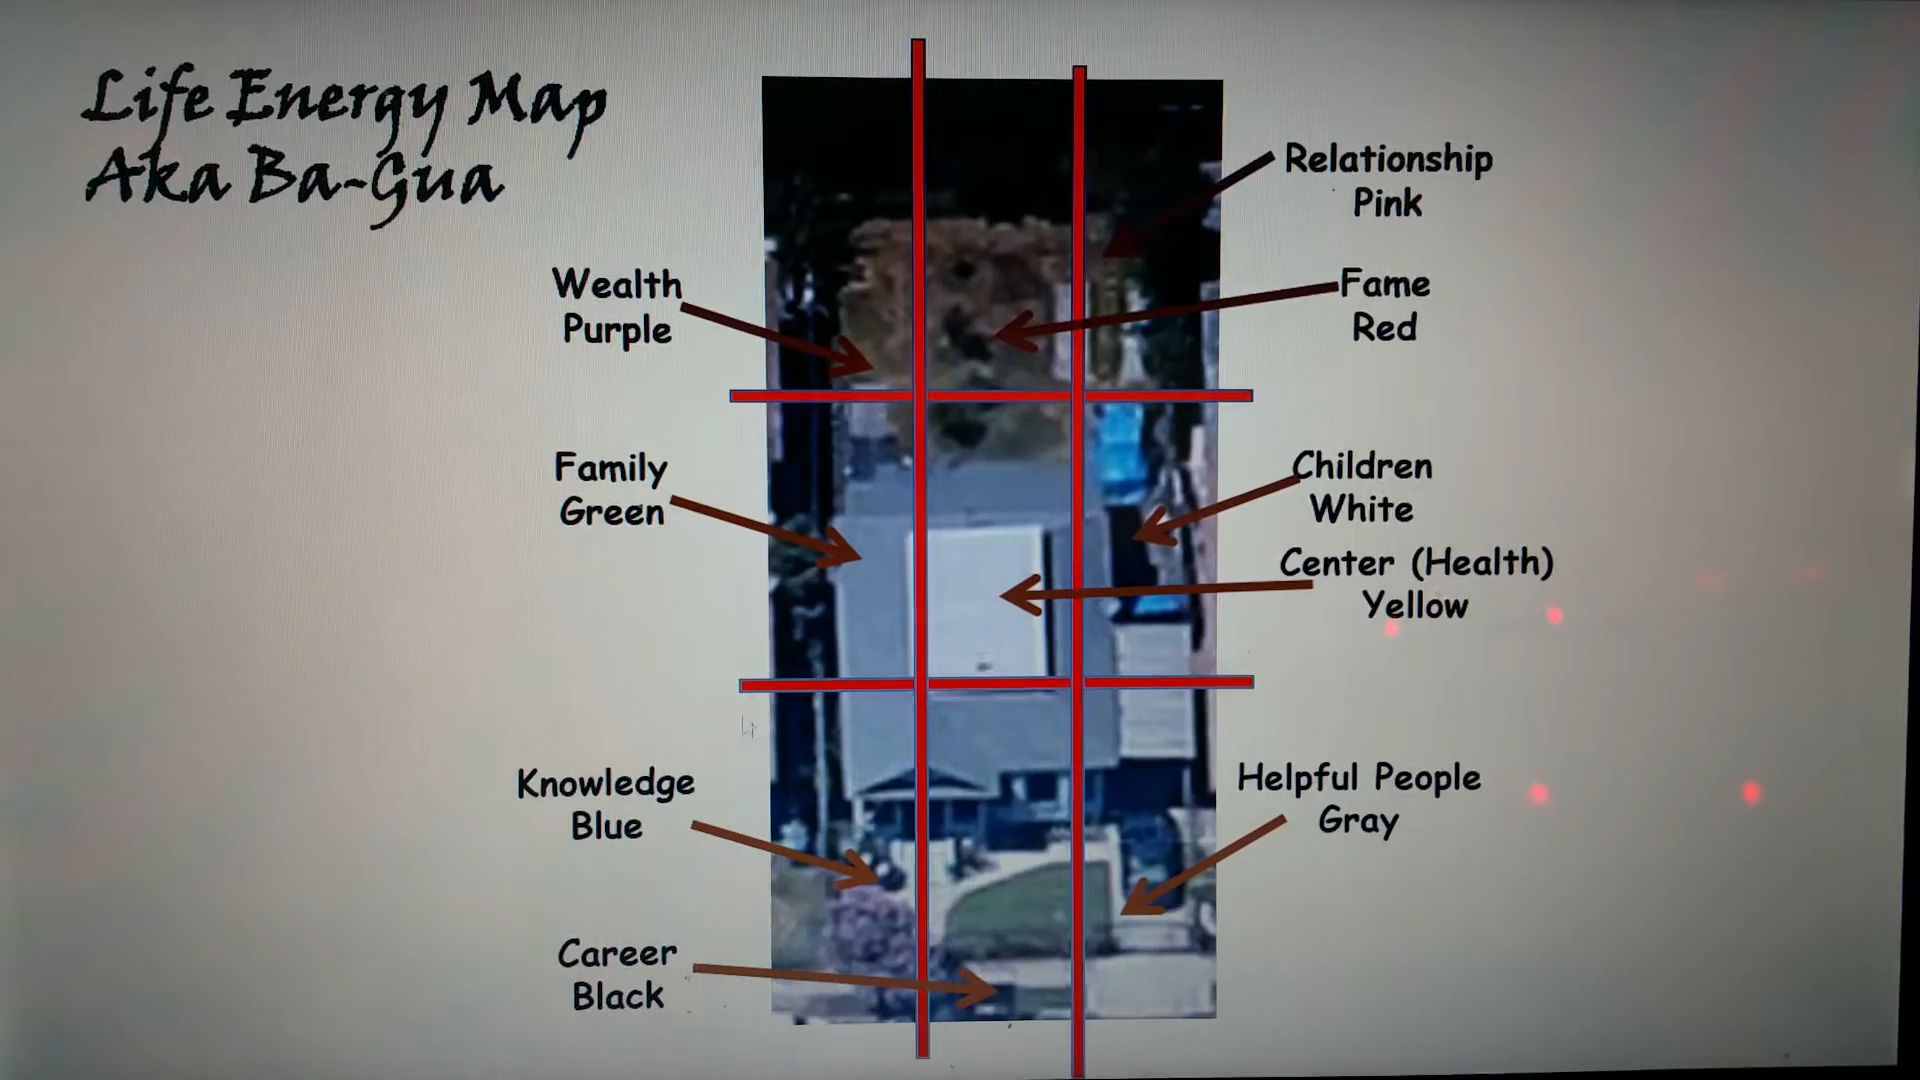 Life Energy Map
Aka Ba-Gua
Relationship
Pink
Wealth
Purple
Fame
Red
Family
Green
Children
White
Center (Health)
Yellow
Knowledge
Blue
Helpful People
Gray
Career
Black